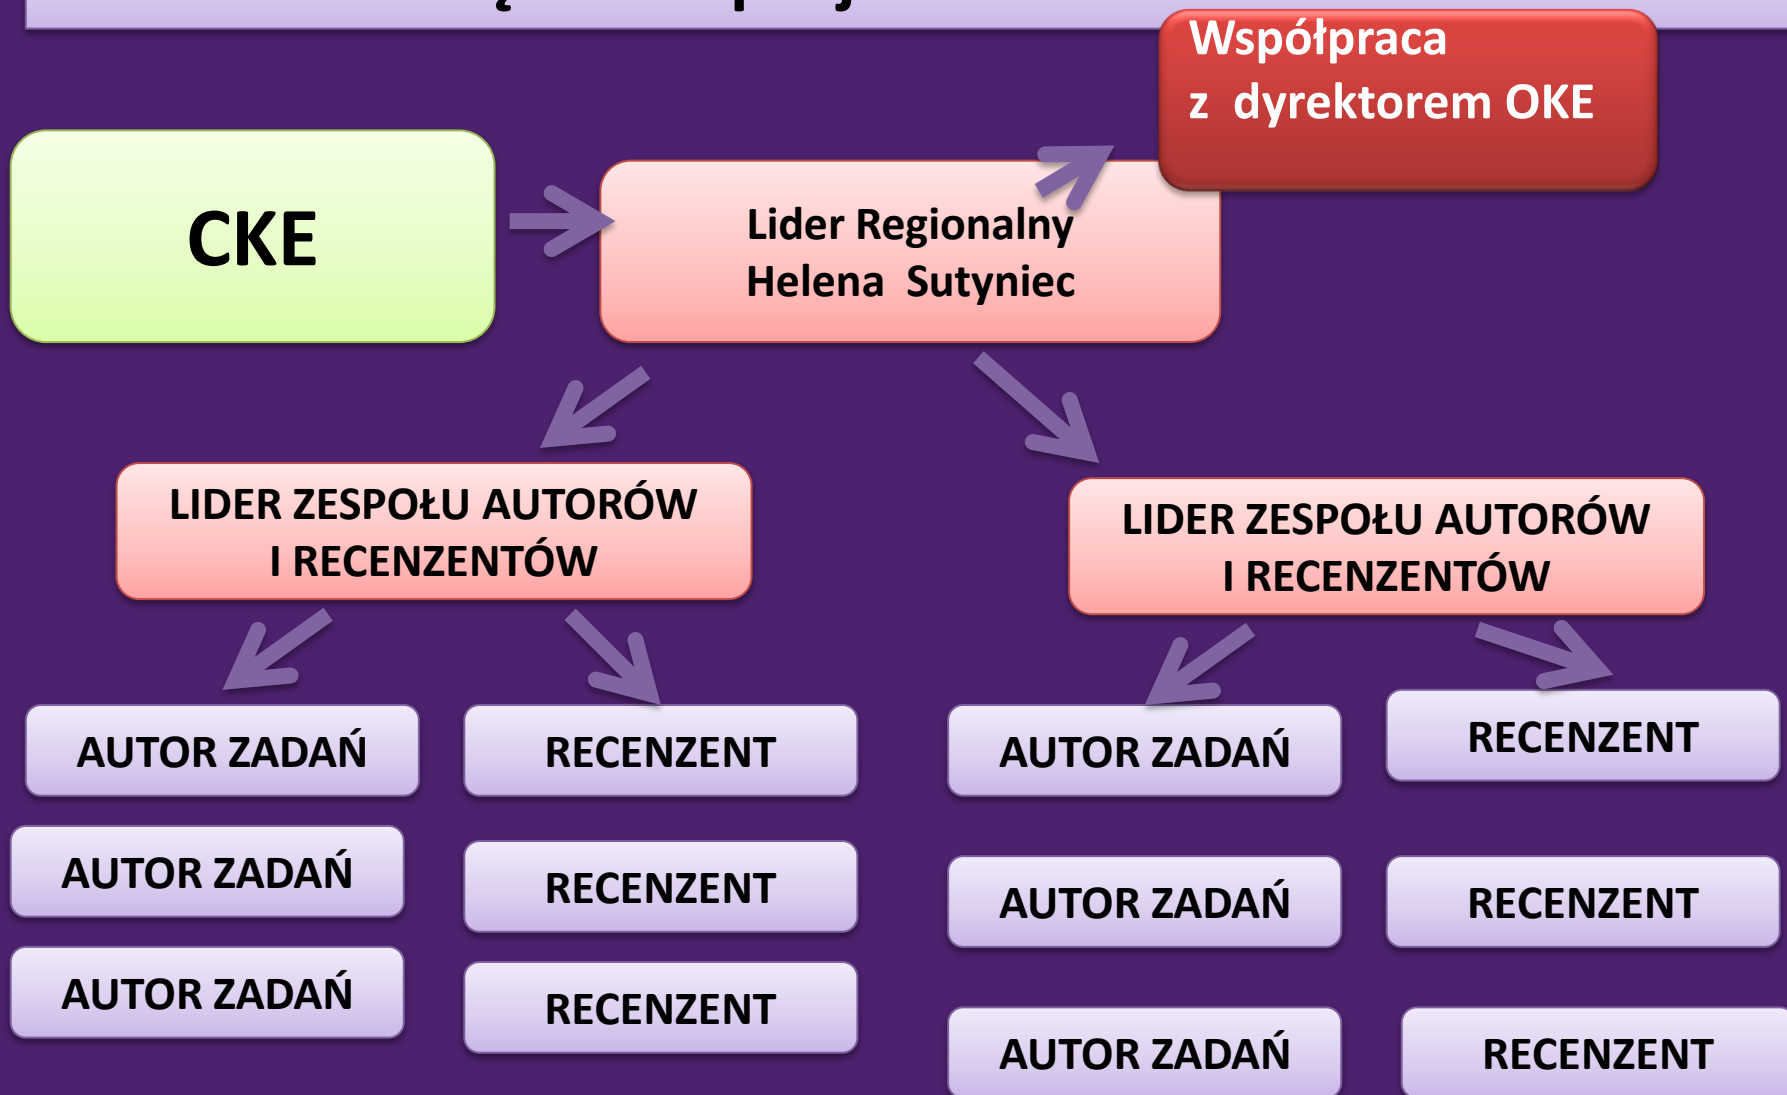 Współpraca
z dyrektorem OKE
CKE
Lider Regionalny
Helena Sutyniec
LIDER ZESPOŁU AUTORÓW
I RECENZENTÓW
LIDER ZESPOŁU AUTORÓW
I RECENZENTÓW
AUTOR ZADAŃ
RECENZENT
AUTOR ZADAŃ
RECENZENT
AUTOR ZADAŃ
RECENZENT
AUTOR ZADAŃ
RECENZENT
AUTOR ZADAŃ
RECENZENT
AUTOR ZADAŃ
RECENZENT